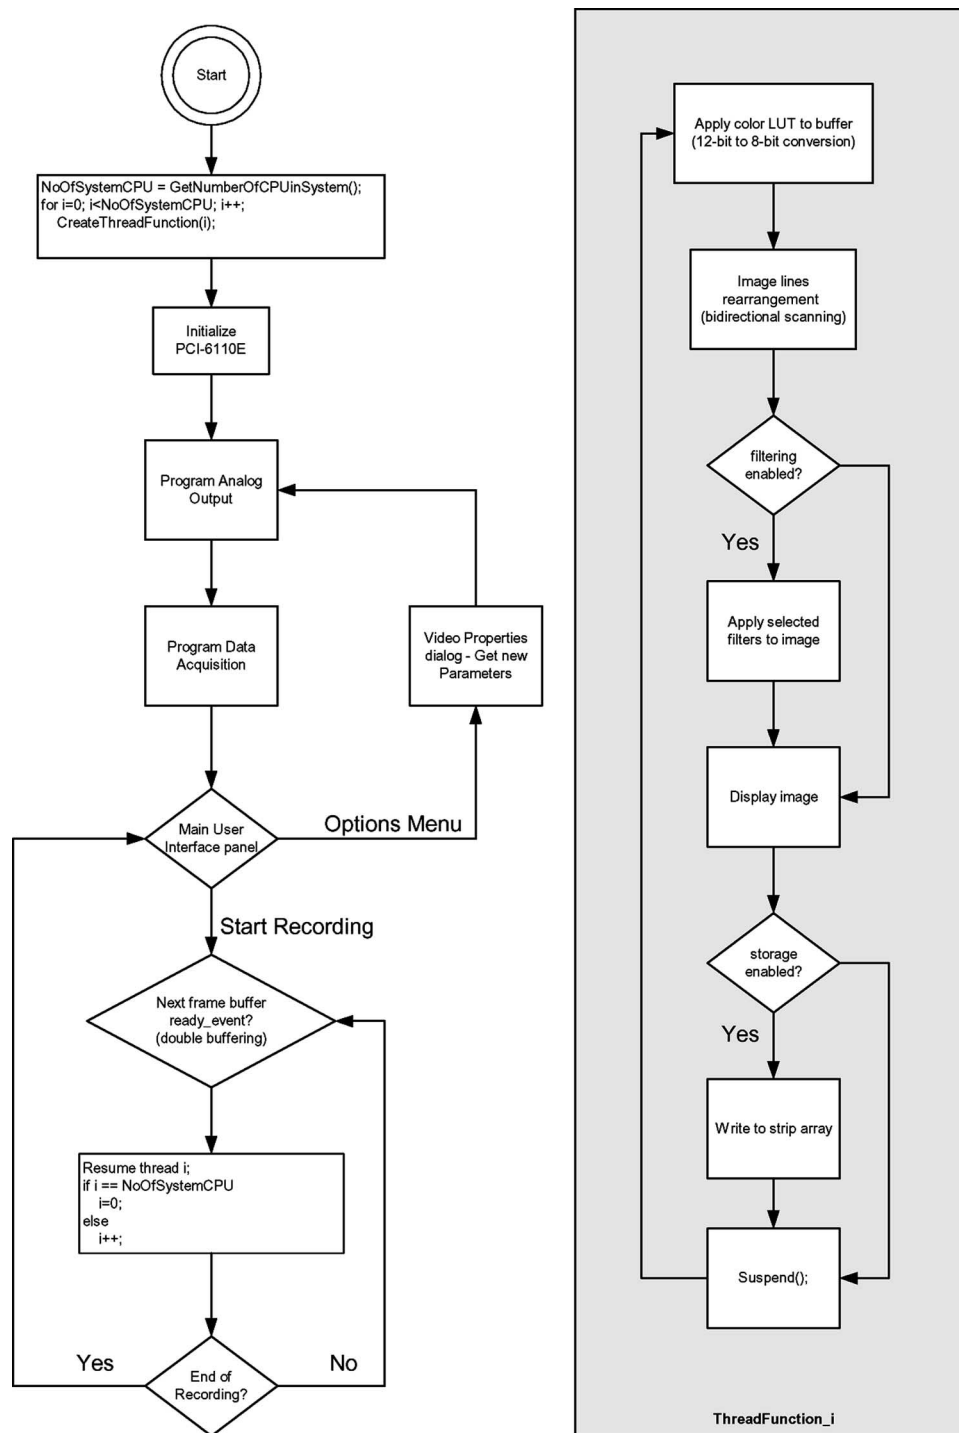 Start
NoOfSystemCPU = GetNumberOfCPUinSystem();
for i=0; i<NoOfSystemCPU; i++;
CreateThreadFunction(i);
Initialize
PCI-6110E
Program Analog
Output
Program Data
Acquisition
Video Properties
dialog - Get new
Parameters
Main User
Interface panel
Options Menu
Start Recording
Next frame buffer
ready_event?
(double buffering)
Resume thread i;
if i == NoOfSystemCPU
i=0;
else
i++;
Yes
End of
Recording?
No
Apply color LUT to buffer
(12-bit to 8-bit conversion)
Image lines
rearrangement
(bidirectional scanning)
filtering
enabled?
Yes
Apply selected
filters to image
Display image
storage
enabled?
Yes
Write to strip array
Suspend();
ThreadFunction_i